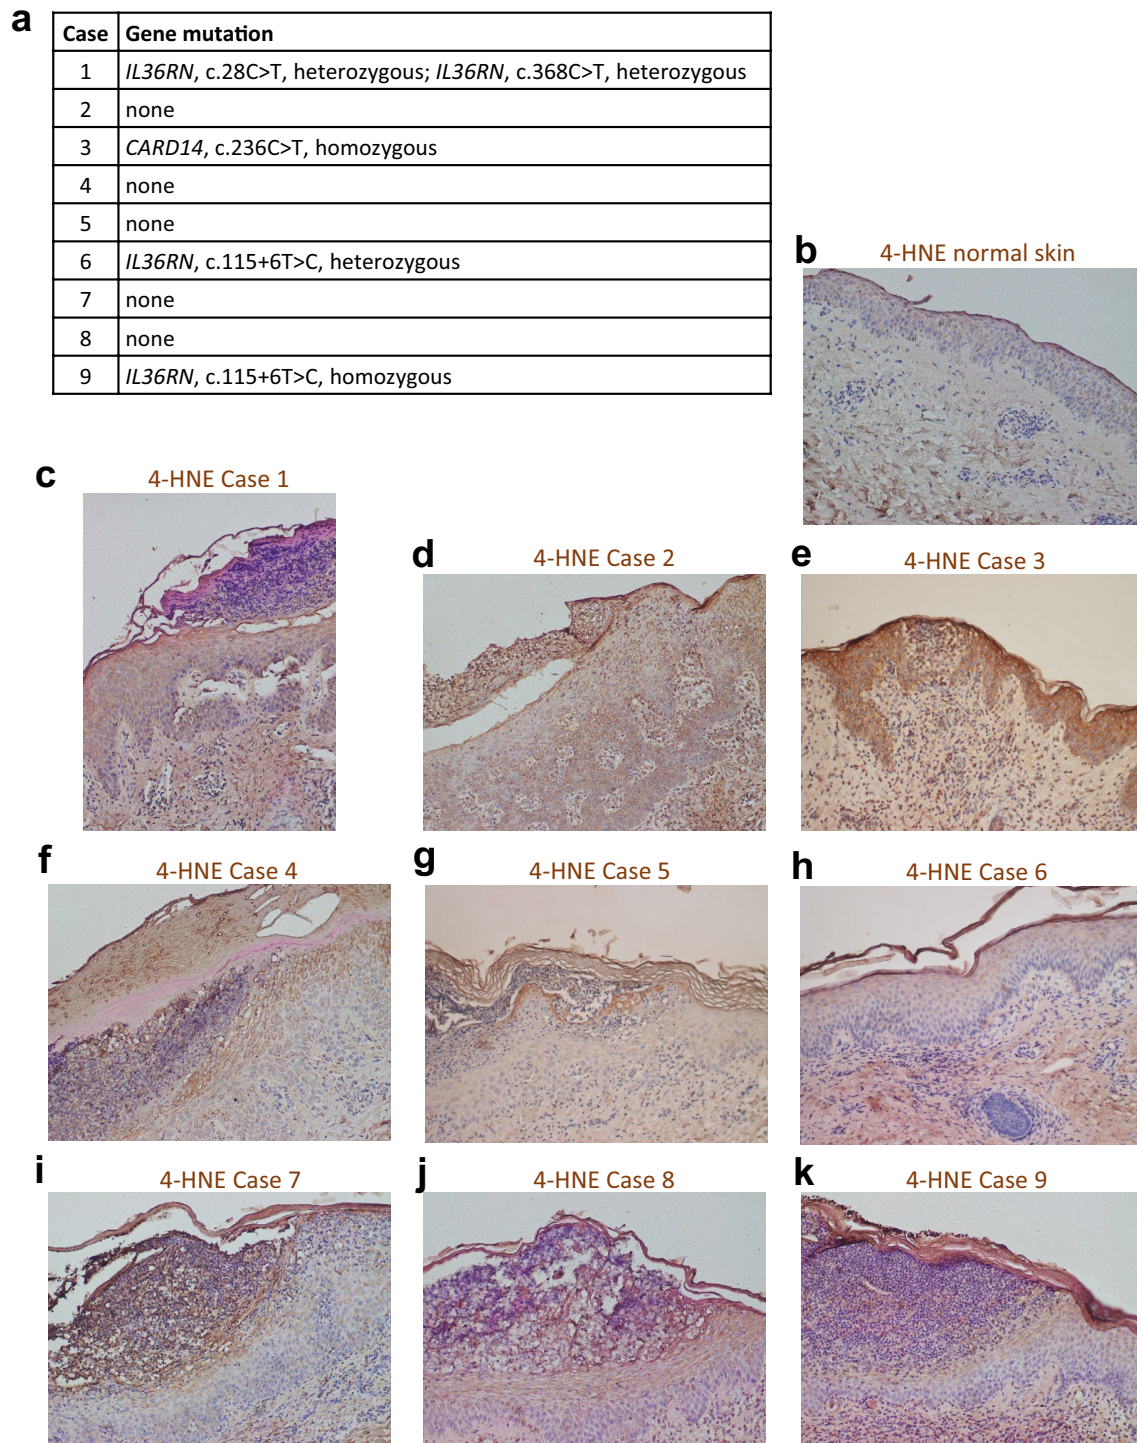 a
Case Gene mutation
1 IL36RN, c.28C>T, heterozygous; IL36RN, c.368C>T, heterozygous
2 none
3 CARD14, c.236C>T, homozygous
4 none
5 none
6 IL36RN, c.115+6T>C, heterozygous
7 none
8 none
9 IL36RN, c.115+6T>C, homozygous
b
4-HNE normal skin
c
4-HNE Case 1
d
4-HNE Case 2
e
4-HNE Case 3
f
4-HNE Case 4
g
4-HNE Case 5
h
4-HNE Case 6
i
4-HNE Case 7
j
4-HNE Case 8
k
4-HNE Case 9